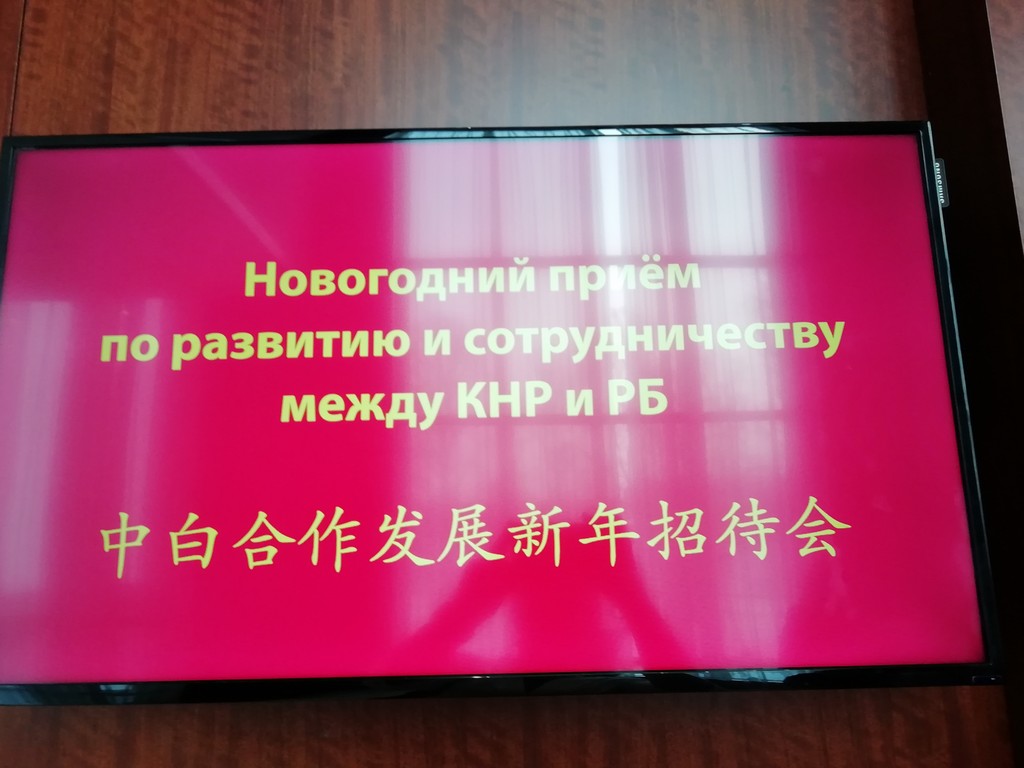 Новогодний приём
по развитию и сотрудничеству
между КНР и РБ
中白合作发展新年招待会